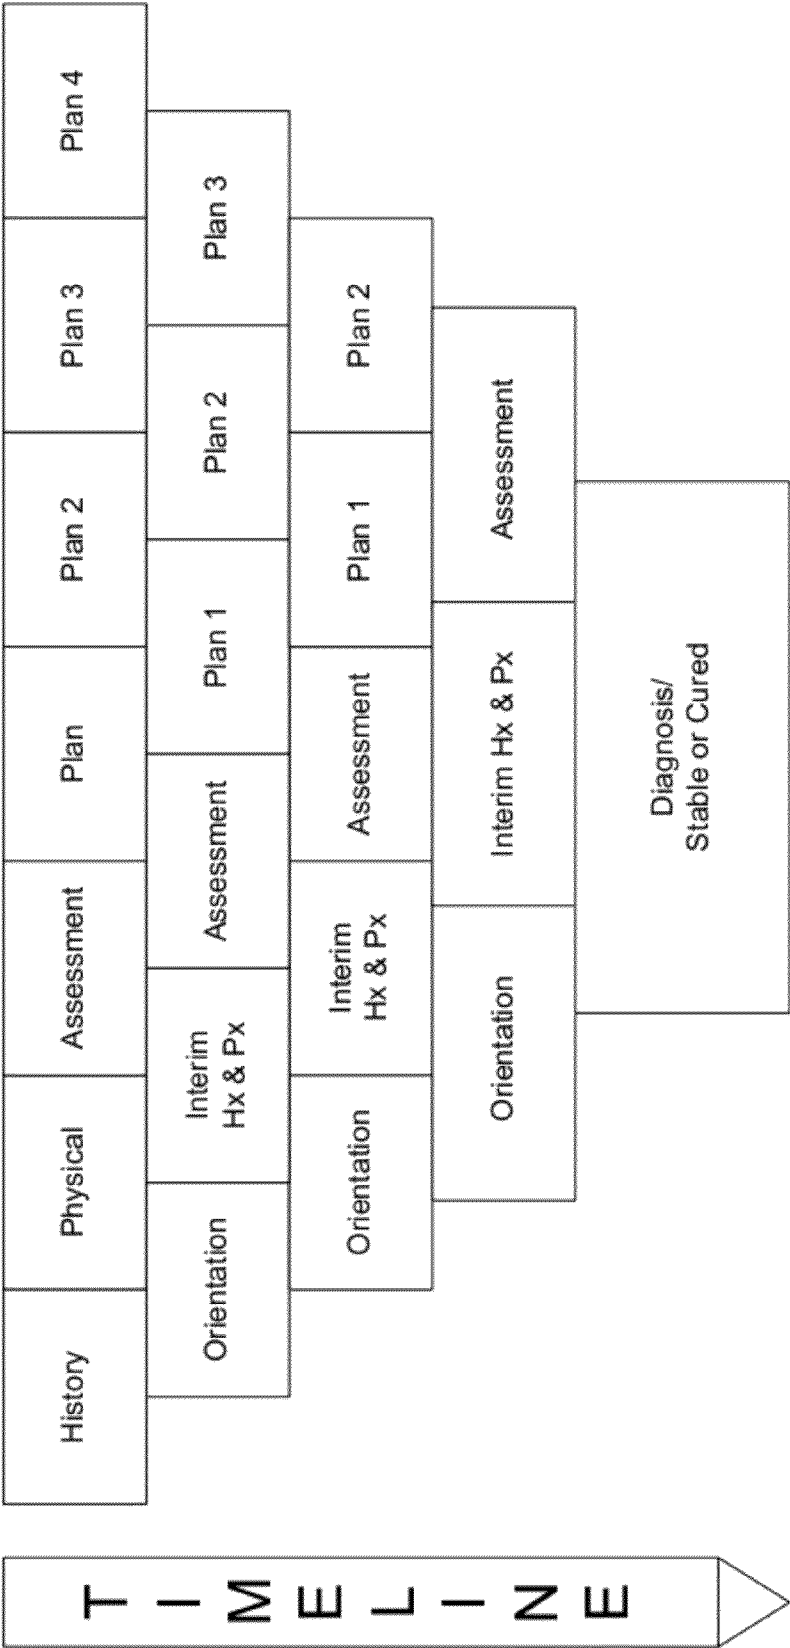 T I M E L I N E
History
Physical
Assessment
Plan
Plan 2
Plan 3
Plan 4
Orientation
Interim
Hx & Px
Assessment
Plan 1
Plan 2
Plan 3
Orientation
Interim
Hx & Px
Assessment
Plan 1
Plan 2
Orientation
Interim Hx & Px
Assessment
Diagnosis/
Stable or Cured